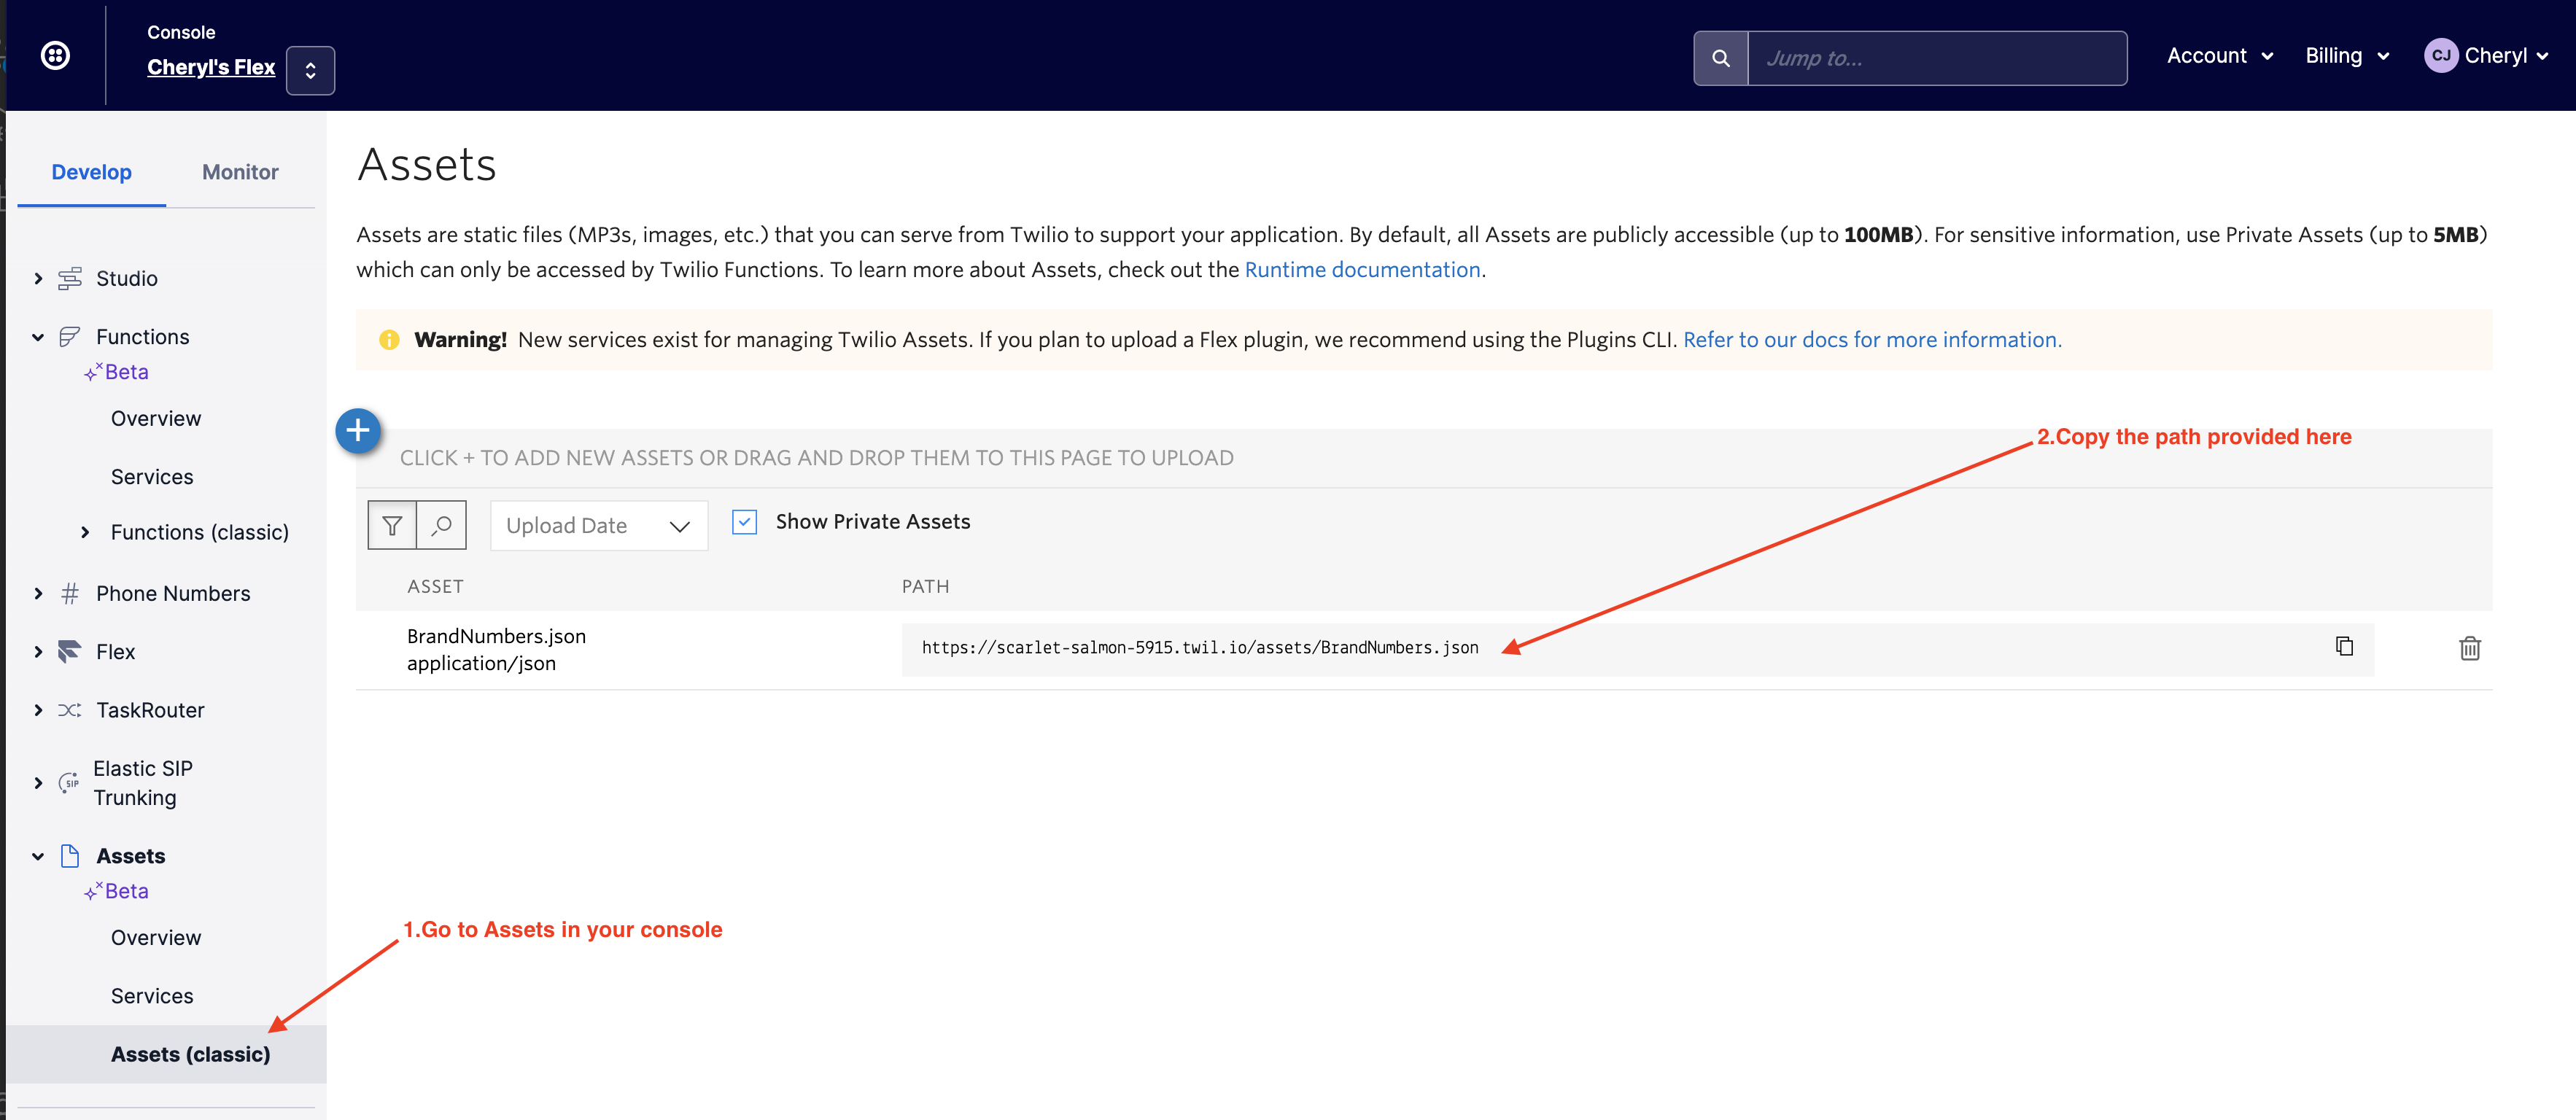 Console
Cheryl's Flex
Jump to...
Account
Billing
CJ
Cheryl
Develop
Monitor
Studio
Functions
Beta
Overview
Services
Functions (classic)
Phone Numbers
Flex
TaskRouter
SIP
Elastic SIP
Trunking
Assets
Beta
Overview
Services
Assets (classic)
1.Go to Assets in your console
Assets
Assets are static files (MP3s, images, etc.) that you can serve from Twilio to support your application. By default, all Assets are publicly accessible (up to 100MB). For sensitive information, use Private Assets (up to 5MB)
which can only be accessed by Twilio Functions. To learn more about Assets, check out the Runtime documentation.
Warning! New services exist for managing Twilio Assets. If you plan to upload a Flex plugin, we recommend using the Plugins CLI. Refer to our docs for more information.
2.Copy the path provided here
CLICK + TO ADD NEW ASSETS OR DRAG AND DROP THEM TO THIS PAGE TO UPLOAD
Upload Date
Show Private Assets
ASSET
PATH
BrandNumbers.json
application/json
https://scarlet-salmon-5915.twil.io/assets/BrandNumbers.json